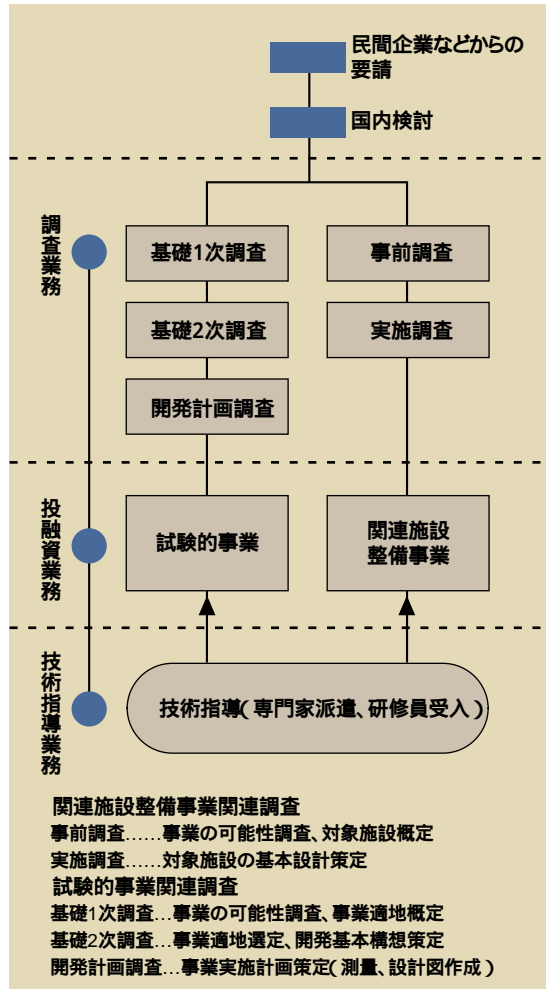 民間企業などからの
要請
国内検討
調査業務
基礎1次調査
事前調査
基礎2次調査
実施調査
開発計画調査
投融資業務
試験的事業
関連施設
整備事業
技術指導業務
技術指導(専門家派遣、研修員受入)
関連施設整備事業関連調査
事前調査……事業の可能性調査、対象施設概定
実施調査……対象施設の基本設計策定
試験的事業関連調査
基礎1次調査…事業の可能性調査、事業適地概定
基礎2次調査…事業適地選定、開発基本構想策定
開発計画調査…事業実施計画策定(測量、設計図作成)